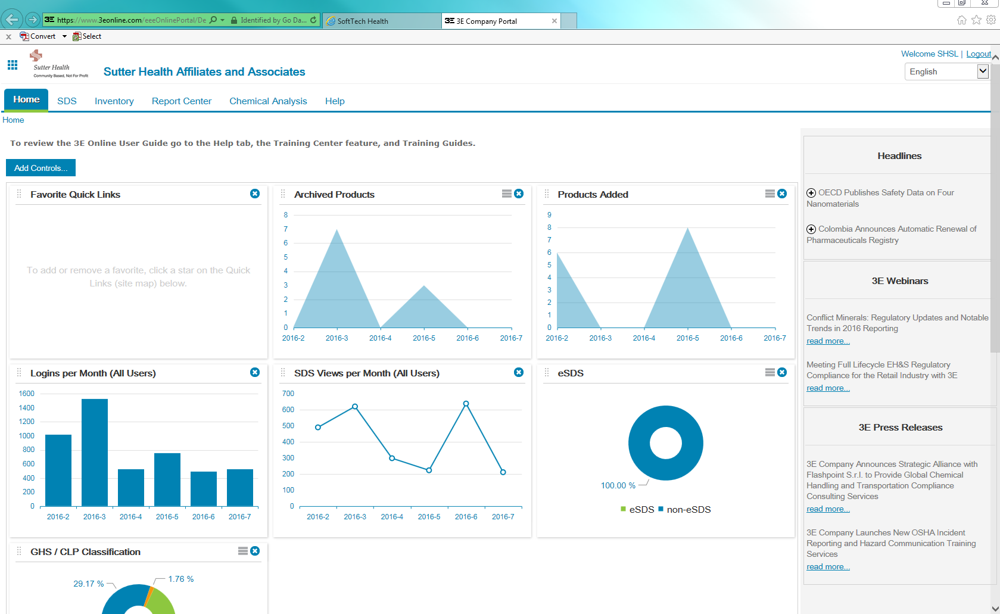 https://www.3eonline.com/eeeOnlinePortal/De
Identified by Go Da...
SoftTech Health
3E Company Portal
Convert
Select
Sutter Health
Community Based, Not For Profit
Sutter Health Affiliates and Associates
Welcome SHSL | Logout
English
Home
SDS
Inventory
Report Center
Chemical Analysis
Help
Home
To review the 3E Online User Guide go to the Help tab, the Training Center feature, and Training Guides.
Add Controls...
Favorite Quick Links
To add or remove a favorite, click a star on the Quick
Links (site map) below.
Archived Products
8
7
6
5
4
3
2
1
0
2016-2 2016-3 2016-4 2016-5 2016-6 2016-7
Products Added
9
8
7
6
5
4
3
2
1
0
2016-2 2016-3 2016-4 2016-5 2016-6 2016-7
Logins per Month (All Users)
1600
1400
1200
1000
800
600
400
200
0
2016-2 2016-3 2016-4 2016-5 2016-6 2016-7
SDS Views per Month (All Users)
700
600
500
400
300
200
100
0
2016-2 2016-3 2016-4 2016-5 2016-6 2016-7
eSDS
100.00 %
eSDS non-eSDS
GHS / CLP Classification
29.17 %
1.76 %
Headlines
OECD Publishes Safety Data on Four
Nanomaterials
Colombia Announces Automatic Renewal of
Pharmaceuticals Registry
3E Webinars
Conflict Minerals: Regulatory Updates and Notable
Trends in 2016 Reporting
read more...
Meeting Full Lifecycle EH&S Regulatory
Compliance for the Retail Industry with 3E
read more...
3E Press Releases
3E Company Announces Strategic Alliance with
Flashpoint S.r.l. to Provide Global Chemical
Handling and Transportation Compliance
Consulting Services
read more...
3E Company Launches New OSHA Incident
Reporting and Hazard Communication Training
Services
read more...